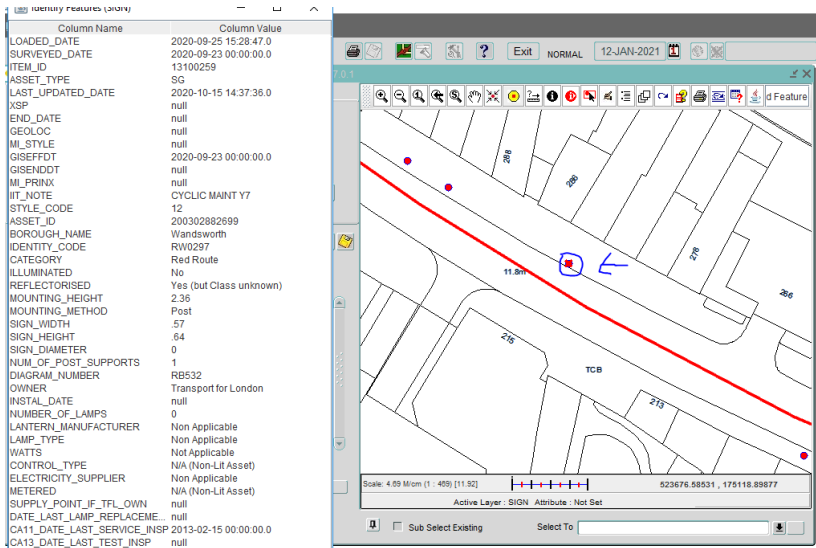 Identify Features (SIGN)
Column Name Column Value
LOADED_DATE 2020-09-25 15:28:47.0
SURVEYED_DATE 2020-09-23 00:00:00.0
ITEM_ID 13100259
ASSET_TYPE SG
LAST_UPDATED_DATE 2020-10-15 14:37:36.0
XSP null
END_DATE null
GEOLOC null
MI_STYLE null
GISEFFDT 2020-09-23 00:00:00.0
GISENDDT null
MI_PRINX null
IIT_NOTE CYCLIC MAINT Y7
STYLE_CODE 12
ASSET_ID 200302882699
BOROUGH_NAME Wandsworth
IDENTITY_CODE RW0297
CATEGORY Red Route
ILLUMINATED No
REFLECTORISED Yes (but Class unknown)
MOUNTING_HEIGHT 2.36
MOUNTING_METHOD Post
SIGN_WIDTH .57
SIGN_HEIGHT .64
SIGN_DIAMETER 0
NUM_OF_POST_SUPPORTS 1
DIAGRAM_NUMBER RB532
OWNER Transport for London
INSTAL_DATE null
NUMBER_OF_LAMPS 0
LANTERN_MANUFACTURER Non Applicable
LAMP_TYPE Non Applicable
WATTS Not Applicable
CONTROL_TYPE N/A (Non-Lit Asset)
ELECTRICITY_SUPPLIER Non Applicable
METERED N/A (Non-Lit Asset)
SUPPLY_POINT_IF_TFL_OWN null
DATE_LAST_LAMP_REPLACEME... null
CA11_DATE_LAST_SERVICE_INSP 2013-02-15 00:00:00.0
CA13_DATE_LAST_TEST_INSP null
Exit NORMAL 12-JAN-2021
7.0.1
d Feature
288
286
278
266
11.8m
215
TCB
213
Scale: 4.69 M/cm (1 : 469) [11.92] 523676.58531 , 175118.89877
Active Layer : SIGN Attribute : Not Set
Sub Select Existing Select To